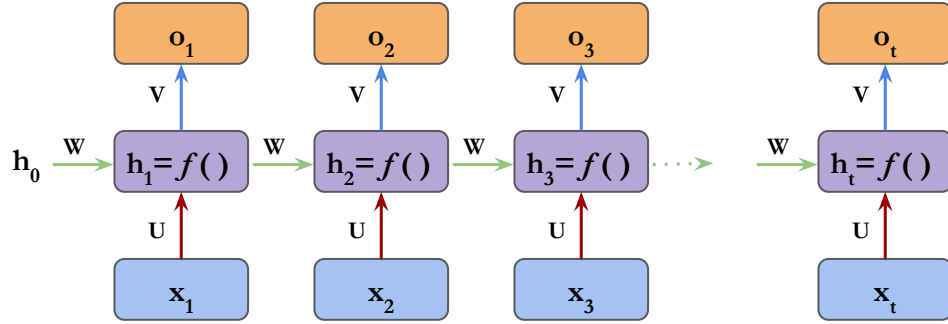 o₁ o₂ o₃ oₜ
V V V V
W W W W
h₀ h₁=f() h₂=f() h₃=f() hₜ=f()
U U U U
x₁ x₂ x₃ xₜ